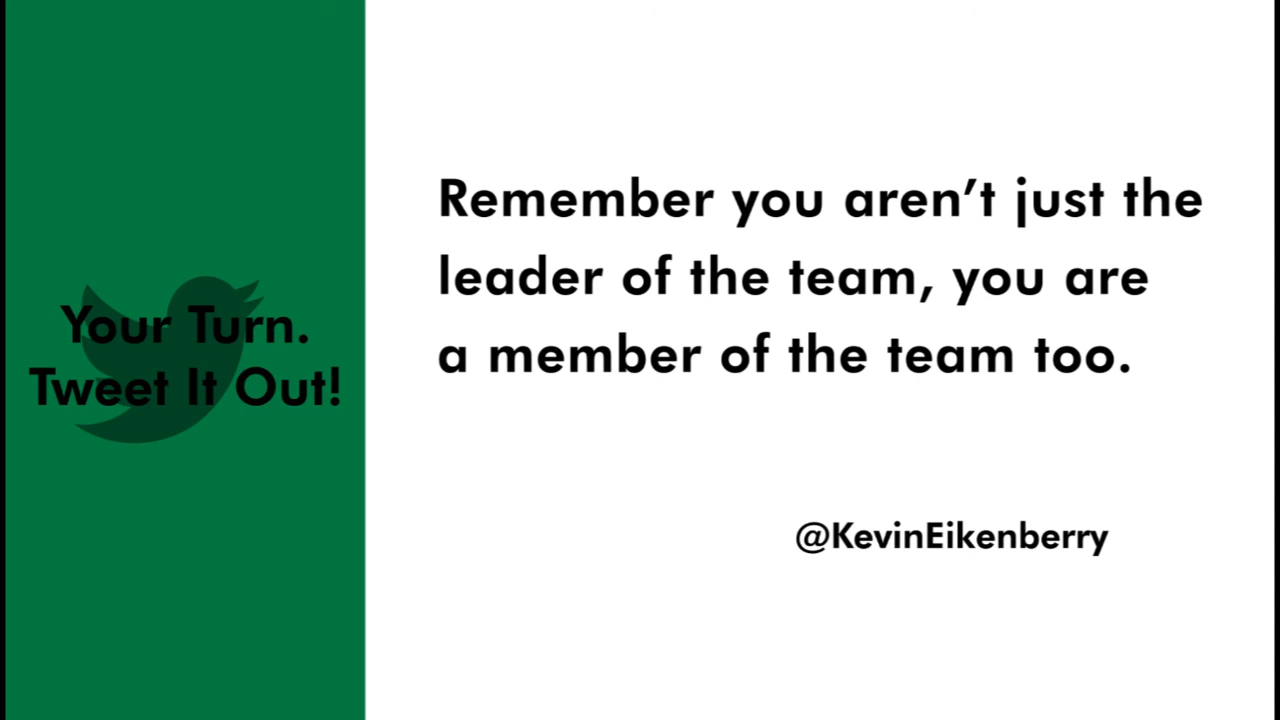 Your Turn.
Tweet It Out!
Remember you aren’t just the
leader of the team, you are
a member of the team too.
@KevinEikenberry